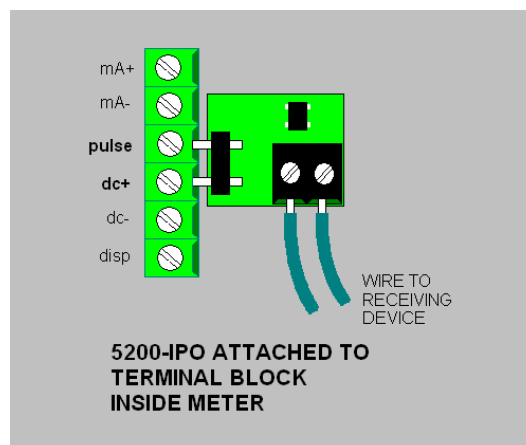 mA+
mA-
pulse
dc+
dc-
disp
WIRE TO
RECEIVING
DEVICE
5200-IPO ATTACHED TO
TERMINAL BLOCK
INSIDE METER